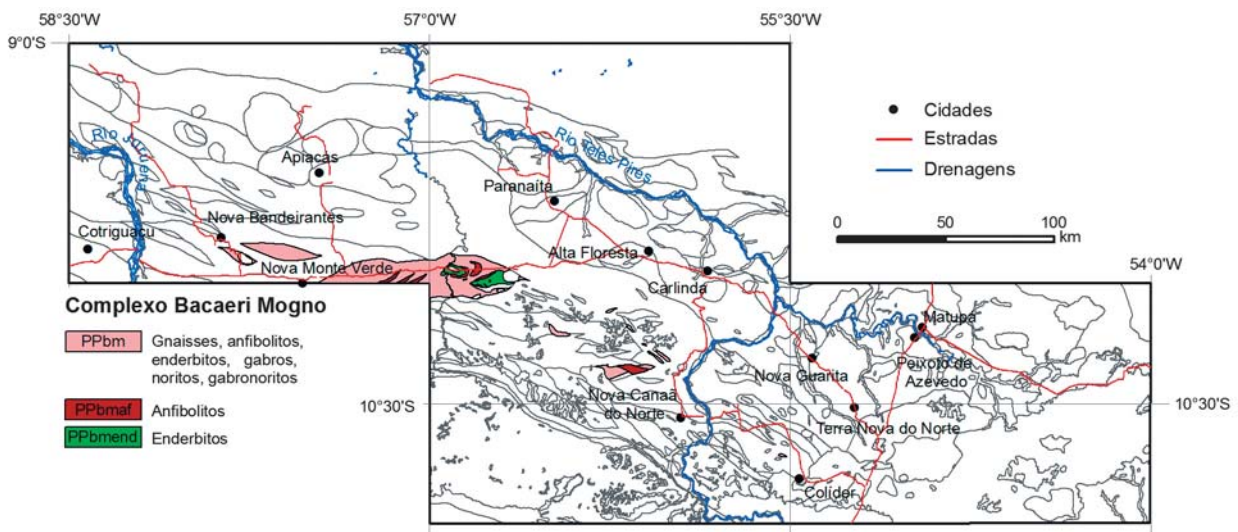 58°30'W
57°0'W
55°30'W
9°0'S
Cidades
Estradas
Drenagens
Rio Juruena
Rio Teles Pires
Apiacás
Paranaíta
Nova Bandeirantes
Cotriguaçu
Alta Floresta
0 50 100
km
Nova Monte Verde
54°0'W
Carlinda
Complexo Bacaeri Mogno
PPbm
Gnaisses, anfibolitos,
enderbitos, gabros,
noritos, gabronoritos
Matupá
Peixoto de
Azevedo
Nova Guarita
PPbmaf
Anfibolitos
Nova Canaã
do Norte
10°30'S
10°30'S
PPbmend
Enderbitos
Terra Nova do Norte
Colíder